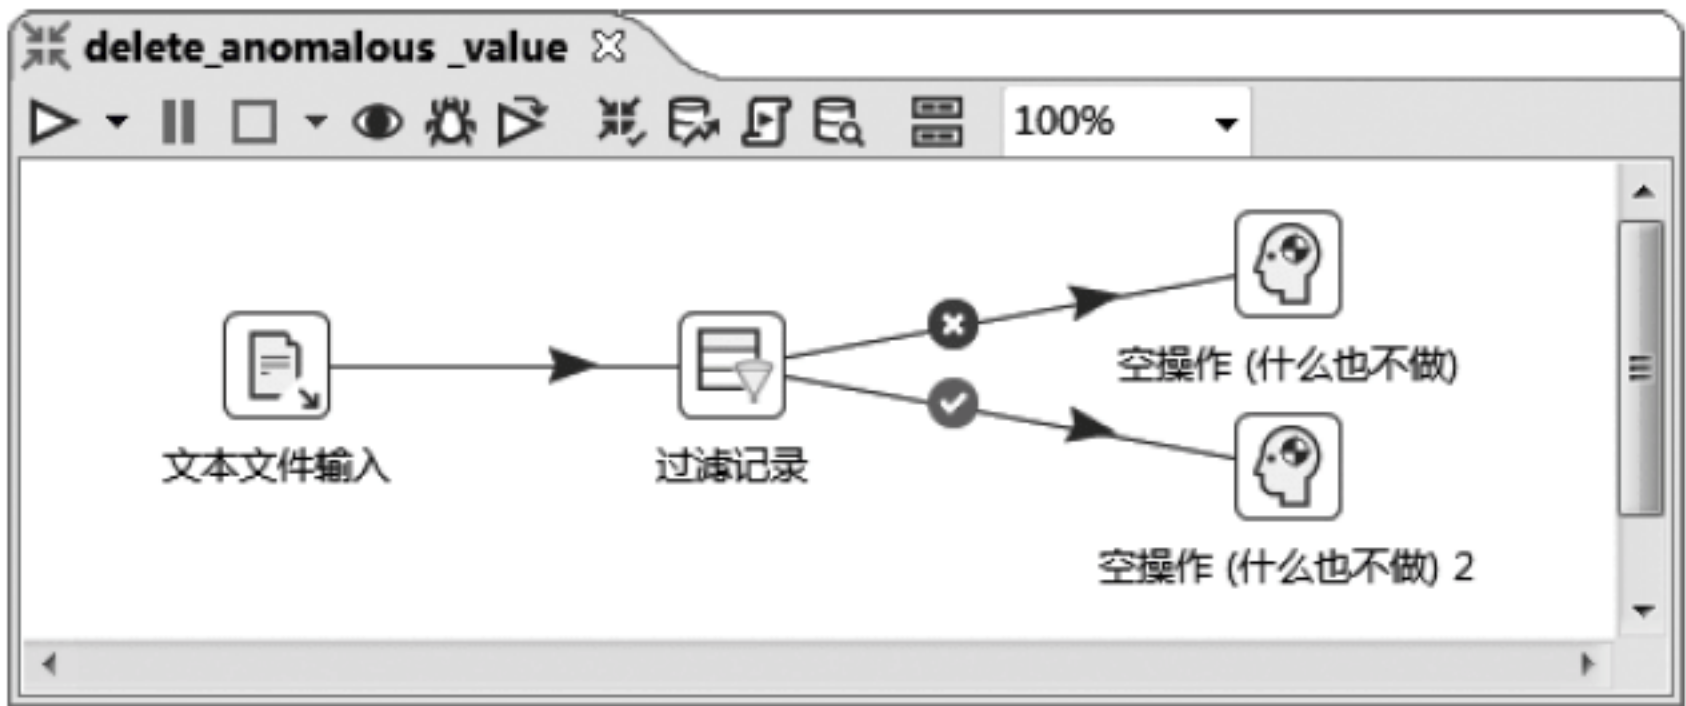 delete_anomalous _value
100%
空操作 (什么也不做)
文本文件输入
过滤记录
空操作 (什么也不做) 2